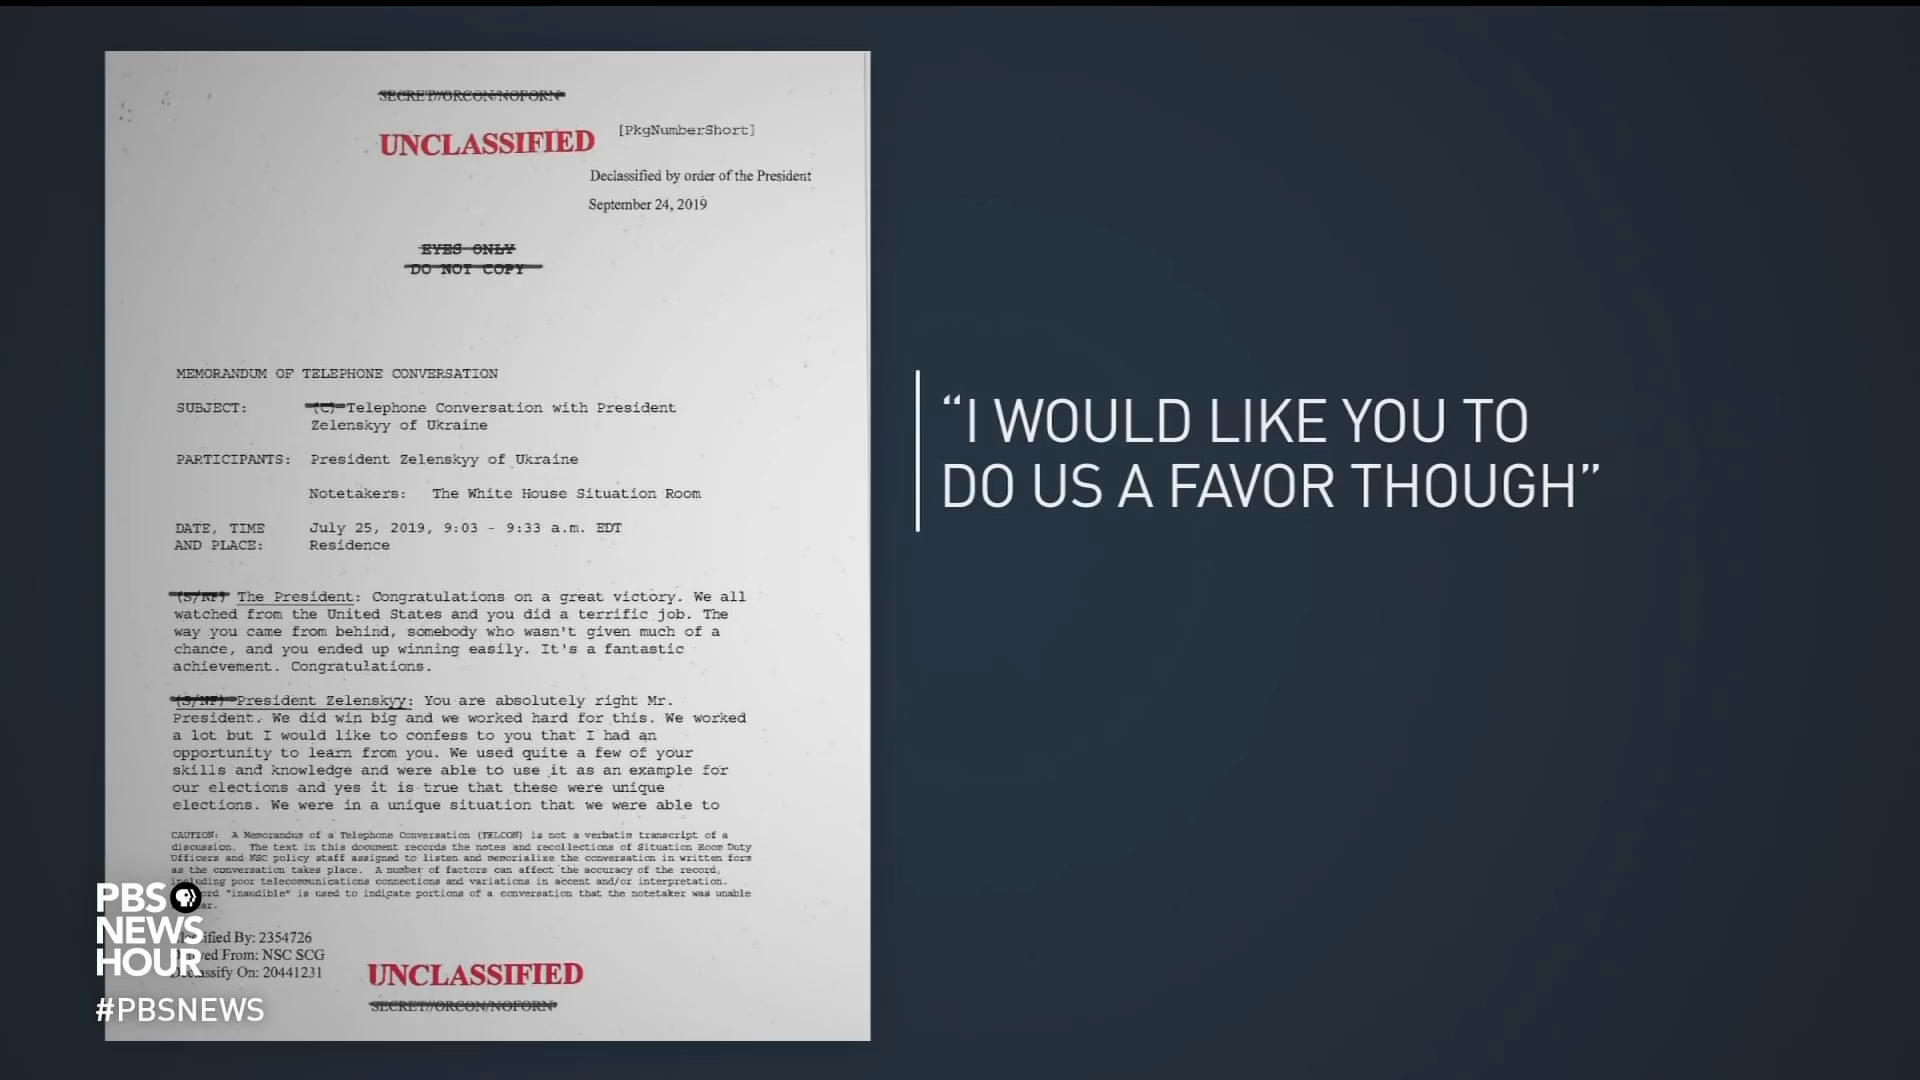 SECRET//ORCON/NOFORN
UNCLASSIFIED
[PkgNumberShort]
Declassified by order of the President
September 24, 2019
EYES ONLY
DO NOT COPY
MEMORANDUM OF TELEPHONE CONVERSATION
SUBJECT: (C) Telephone Conversation with President
Zelenskyy of Ukraine
PARTICIPANTS: President Zelenskyy of Ukraine
Notetakers: The White House Situation Room
DATE, TIME July 25, 2019, 9:03 - 9:33 a.m. EDT
AND PLACE: Residence
(S/NF) The President: Congratulations on a great victory. We all
watched from the United States and you did a terrific job. The
way you came from behind, somebody who wasn't given much of a
chance, and you ended up winning easily. It's a fantastic
achievement. Congratulations.
(S/NF) President Zelenskyy: You are absolutely right Mr.
President. We did win big and we worked hard for this. We worked
a lot but I would like to confess to you that I had an
opportunity to learn from you. We used quite a few of your
skills and knowledge and were able to use it as an example for
our elections and yes it is true that these were unique
elections. We were in a unique situation that we were able to
CAUTION: A Memorandum of a Telephone Conversation (TELCON) is not a verbatim transcript of a
discussion. The text in this document records the notes and recollections of Situation Room Duty
Officers and NSC policy staff assigned to listen and memorialize the conversation in written form
as the conversation takes place. A number of factors can affect the accuracy of the record,
including poor telecommunications connections and variations in accent and/or interpretation.
"inaudible" is used to indicate portions of a conversation that the notetaker was unable
By: 2354726
From: NSC SCG
On: 20441231
UNCLASSIFIED
SECRET//ORCON/NOFORN
PBS
NEWS
HOUR
#PBSNEWS
“I WOULD LIKE YOU TO
DO US A FAVOR THOUGH”